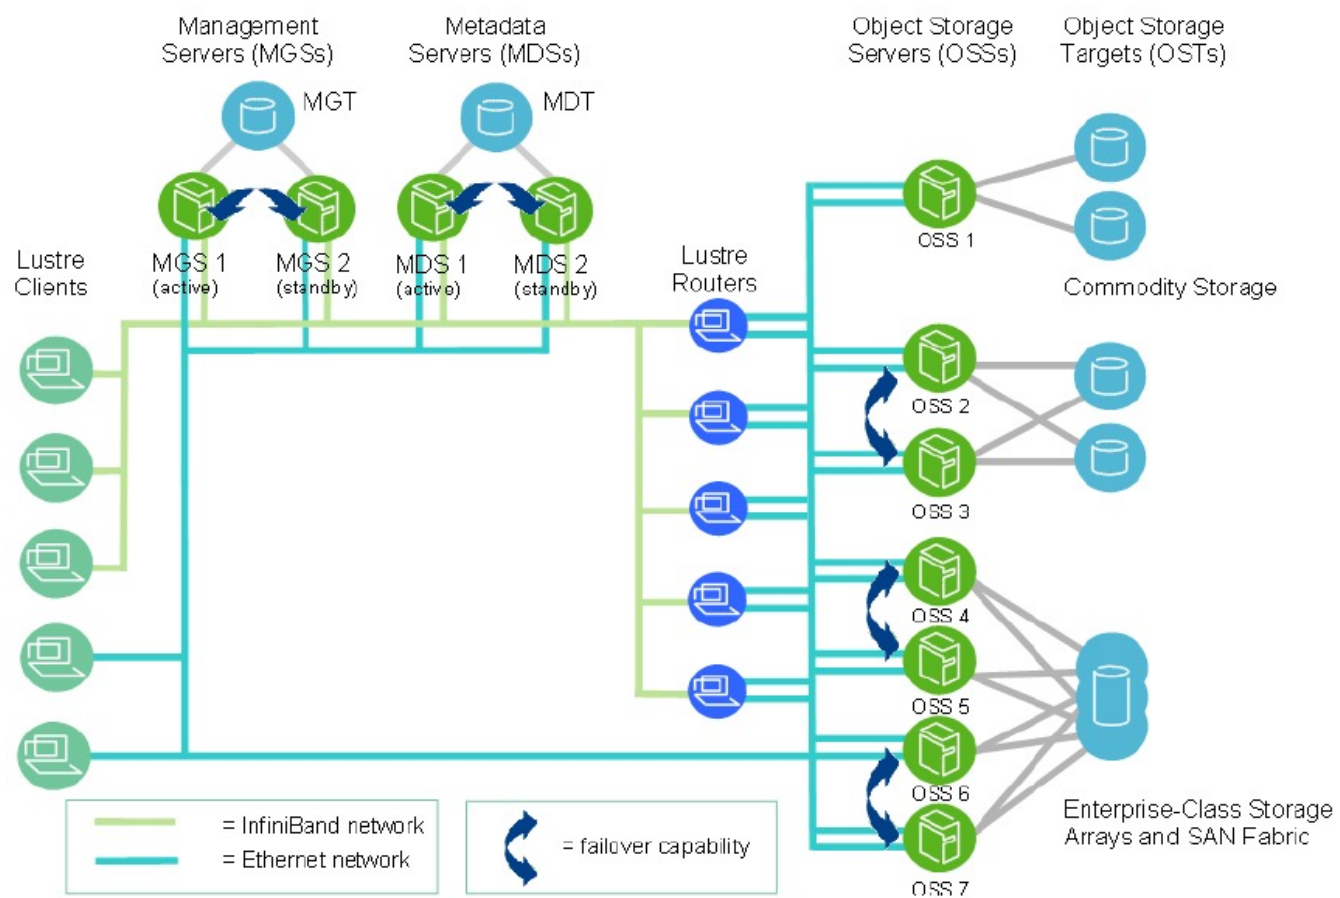 Management
Servers (MGSs)
Metadata
Servers (MDSs)
Object Storage
Servers (OSSs)
Object Storage
Targets (OSTs)
MGT
MDT
OSS 1
Lustre
Clients
MGS 1
(active)
MGS 2
(standby)
MDS 1
(active)
MDS 2
(standby)
Lustre
Routers
Commodity Storage
OSS 2
OSS 3
OSS 4
OSS 5
OSS 6
OSS 7
Enterprise-Class Storage
Arrays and SAN Fabric
= InfiniBand network
= Ethernet network
= failover capability